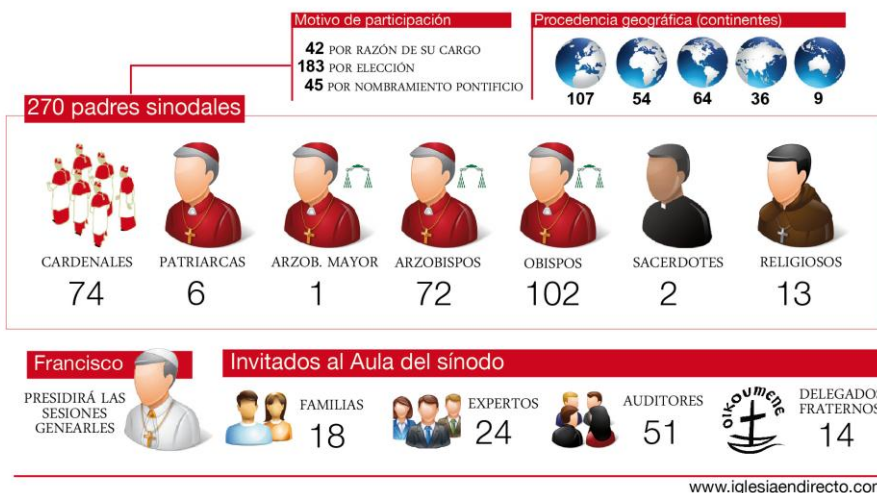 Motivo de participación
42 POR RAZÓN DE SU CARGO
183 POR ELECCIÓN
45 POR NOMBRAMIENTO PONTIFICIO
Procedencia geográfica (continentes)
107 54 64 36 9
270 padres sinodales
CARDENALES PATRIARCAS ARZOB. MAYOR ARZOBISPOS OBISPOS SACERDOTES RELIGIOSOS
74 6 1 72 102 2 13
Francisco
PRESIDIRÁ LAS
SESIONES
GENEARLES
Invitados al Aula del sínodo
FAMILIAS
18
EXPERTOS
24
AUDITORES
51
OIKOUMENE
DELEGADOS
FRATERNOS
14
www.iglesiaendirecto.com